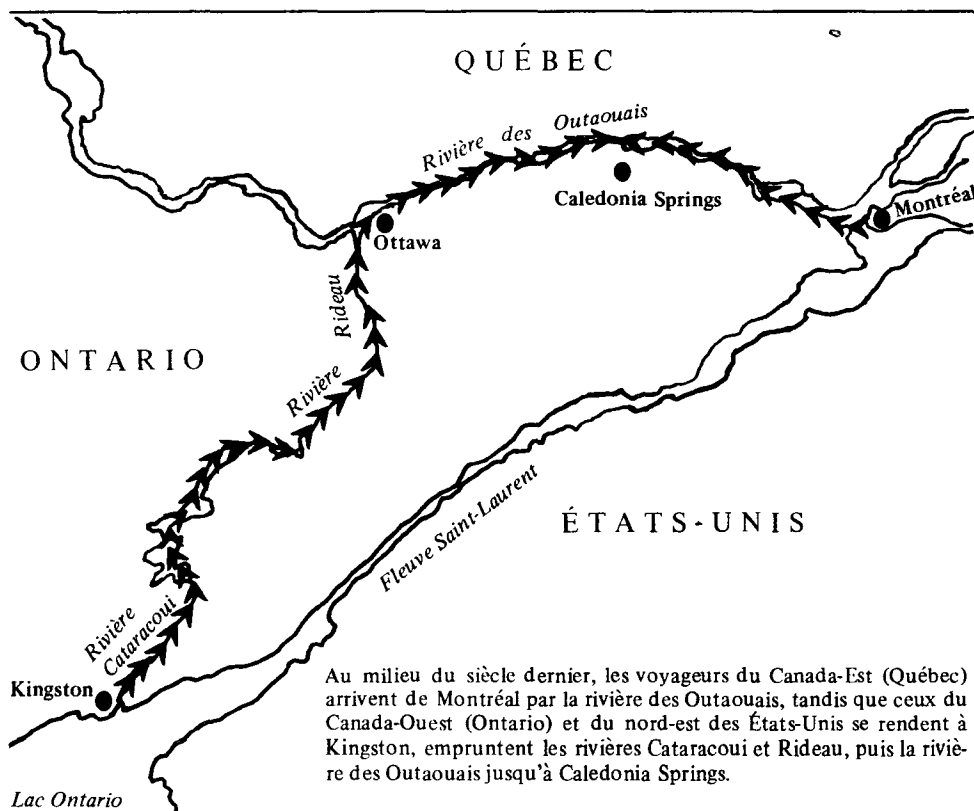 QUÉBEC
Rivière des Outaouais
Caledonia Springs
Montréal
Ottawa
Rivière Rideau
ONTARIO
Fleuve Saint-Laurent
ÉTATS-UNIS
Rivière
Cataracoui
Kingston
Lac Ontario
Au milieu du siècle dernier, les voyageurs du Canada-Est (Québec)
arrivent de Montréal par la rivière des Outaouais, tandis que ceux du
Canada-Ouest (Ontario) et du nord-est des États-Unis se rendent à
Kingston, empruntent les rivières Cataracoui et Rideau, puis la riviè-
re des Outaouais jusqu'à Caledonia Springs.